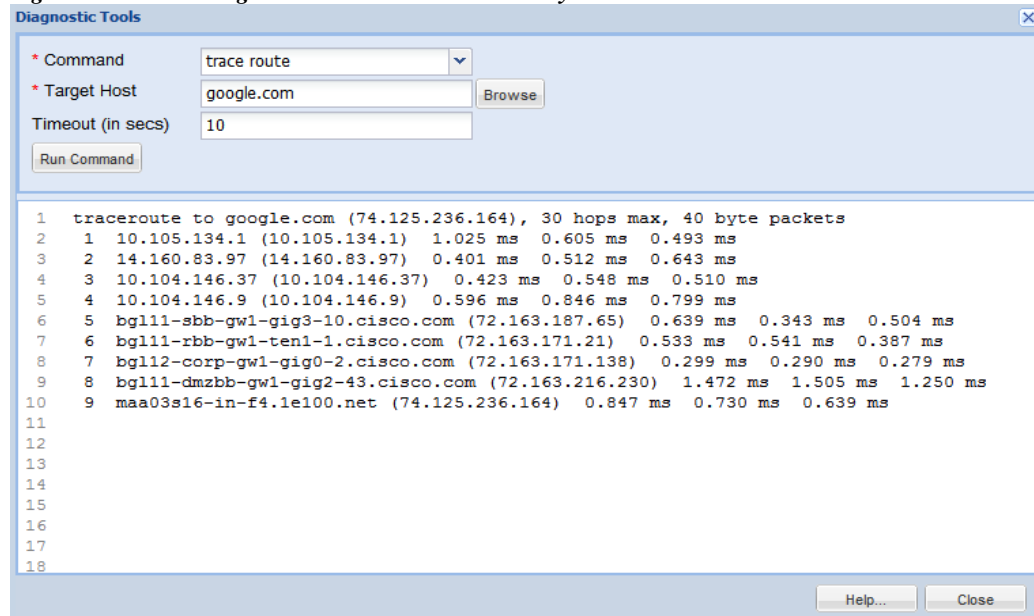 Diagnostic Tools
* Command trace route
* Target Host google.com Browse
Timeout (in secs) 10
Run Command
1 traceroute to google.com (74.125.236.164), 30 hops max, 40 byte packets
2 1 10.105.134.1 (10.105.134.1) 1.025 ms 0.605 ms 0.493 ms
3 2 14.160.83.97 (14.160.83.97) 0.401 ms 0.512 ms 0.643 ms
4 3 10.104.146.37 (10.104.146.37) 0.423 ms 0.548 ms 0.510 ms
5 4 10.104.146.9 (10.104.146.9) 0.596 ms 0.846 ms 0.799 ms
6 5 bgl11-sbb-gw1-gig3-10.cisco.com (72.163.187.65) 0.639 ms 0.343 ms 0.504 ms
7 6 bgl11-rbb-gw1-ten1-1.cisco.com (72.163.171.21) 0.533 ms 0.541 ms 0.387 ms
8 7 bgl12-corp-gw1-gig0-2.cisco.com (72.163.171.138) 0.299 ms 0.290 ms 0.279 ms
9 8 bgl11-dmzbb-gw1-gig2-43.cisco.com (72.163.216.230) 1.472 ms 1.505 ms 1.250 ms
10 9 maa03s16-in-f4.1e100.net (74.125.236.164) 0.847 ms 0.730 ms 0.639 ms
11
12
13
14
15
16
17
18
Help... Close